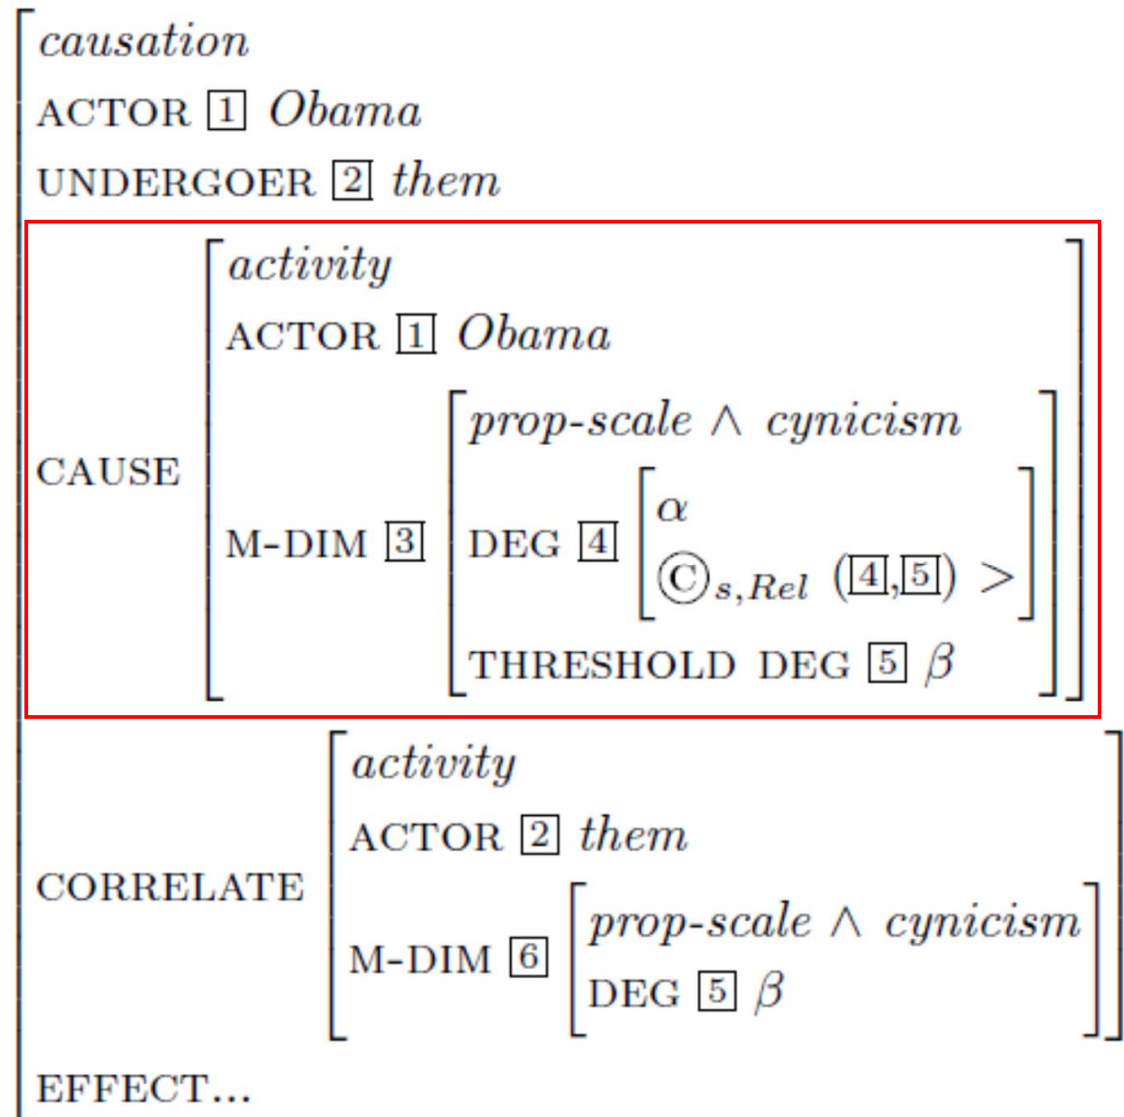 causation
ACTOR 1 Obama
UNDERGOER 2 them
activity
ACTOR 1 Obama
prop-scale ∧ cynicism
CAUSE
α
M-DIM 3 DEG 4
Ⓒs,Rel (4,5) >
THRESHOLD DEG 5 β
activity
ACTOR 2 them
CORRELATE
prop-scale ∧ cynicism
M-DIM 6
DEG 5 β
EFFECT...